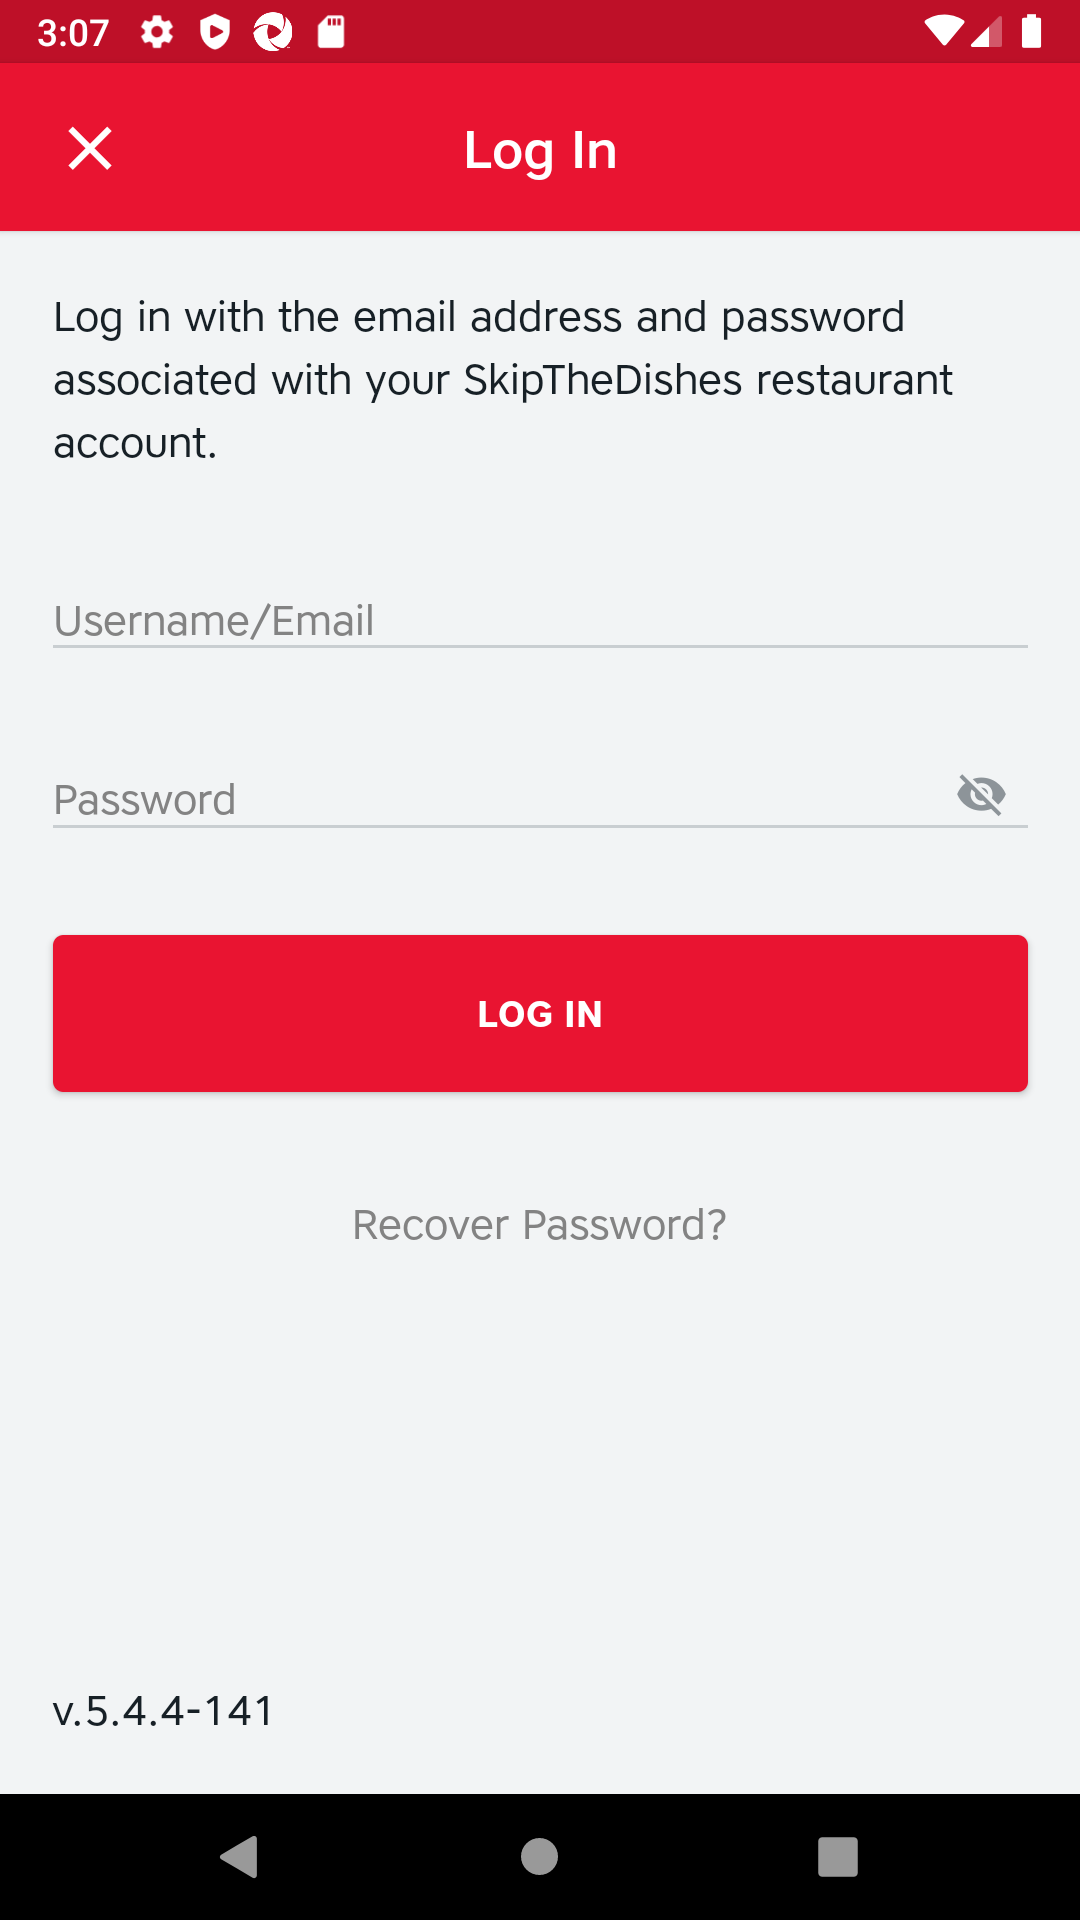 3:07
Log In
Log in with the email address and password
associated with your SkipTheDishes restaurant
account.
Username/Email
Password
LOG IN
Recover Password?
v.5.4.4-141